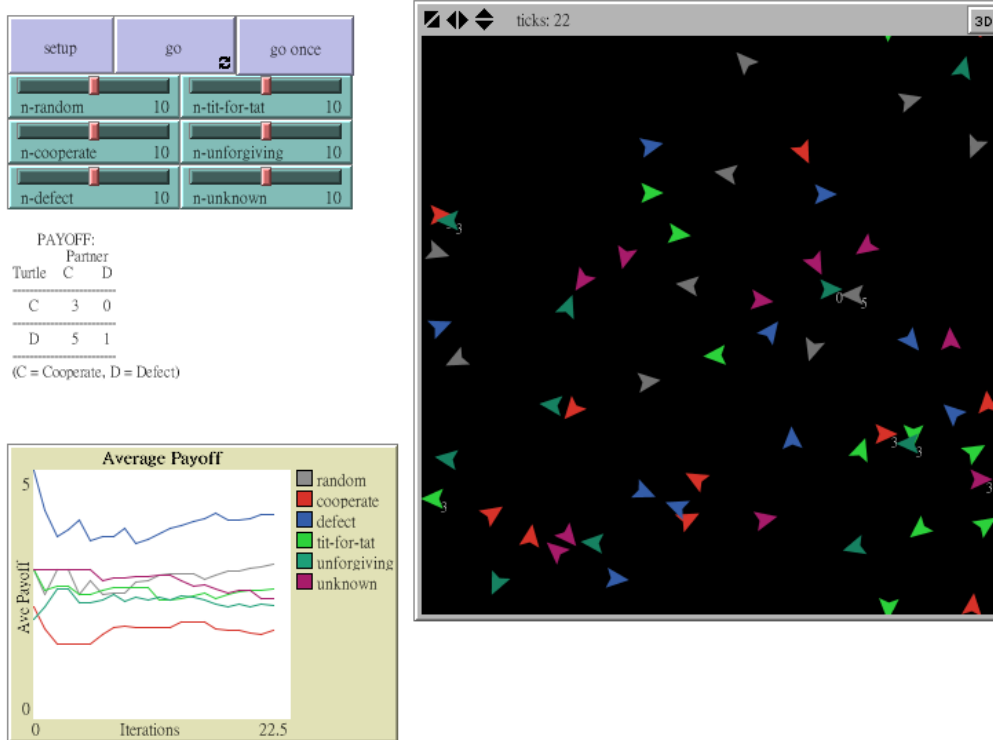 setup
go
go once
n-random 10
n-tit-for-tat 10
n-cooperate 10
n-unforgiving 10
n-defect 10
n-unknown 10
PAYOFF:
Partner
Turtle C D
C 3 0
D 5 1
(C = Cooperate, D = Defect)
Average Payoff
5
Ave Payoff
0
0
Iterations
22.5
random
cooperate
defect
tit-for-tat
unforgiving
unknown
ticks: 22
3D
3
0
5
3
3
3
3